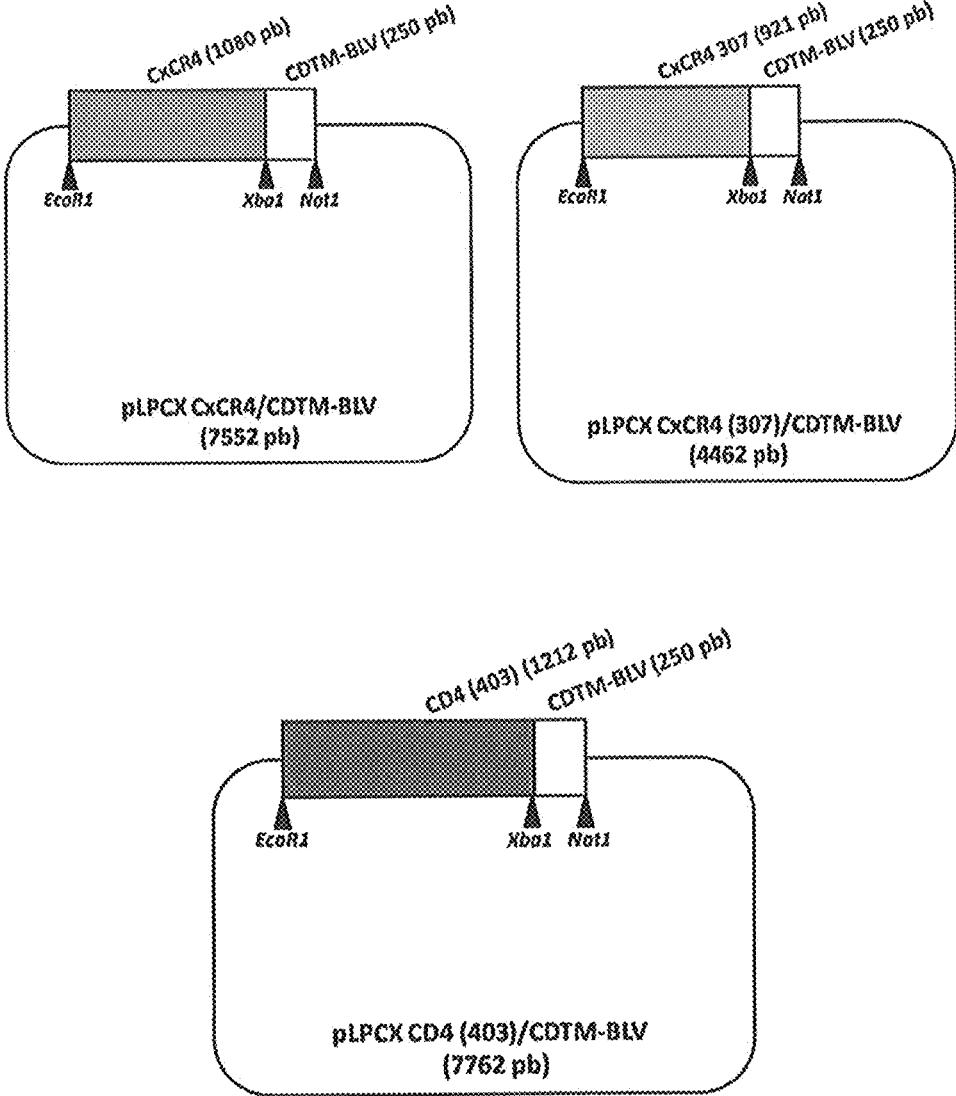 CxCR4 (1080 pb)
CDTM-BLV (250 pb)
EcoR1
Xba1
Not1
pLPCX CxCR4/CDTM-BLV
(7552 pb)
CxCR4 307 (921 pb)
CDTM-BLV (250 pb)
EcoR1
Xba1
Not1
pLPCX CxCR4 (307)/CDTM-BLV
(4462 pb)
CD4 (403) (1212 pb)
CDTM-BLV (250 pb)
EcoR1
Xba1
Not1
pLPCX CD4 (403)/CDTM-BLV
(7762 pb)